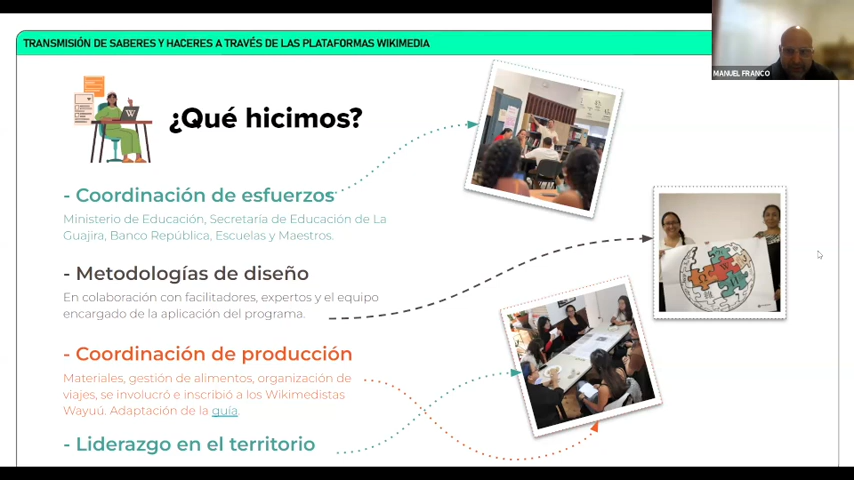 TRANSMISIÓN DE SABERES Y HACERES A TRAVÉS DE LAS PLATAFORMAS WIKIMEDIA
MANUEL FRANCO
¿Qué hicimos?
- Coordinación de esfuerzos
Ministerio de Educación, Secretaría de Educación de La
Guajira, Banco República, Escuelas y Maestros.
- Metodologías de diseño
En colaboración con facilitadores, expertos y el equipo
encargado de la aplicación del programa.
- Coordinación de producción
Materiales, gestión de alimentos, organización de
viajes, se involucró e inscribió a los Wikimedistas
Wayuú. Adaptación de la guía.
- Liderazgo en el territorio